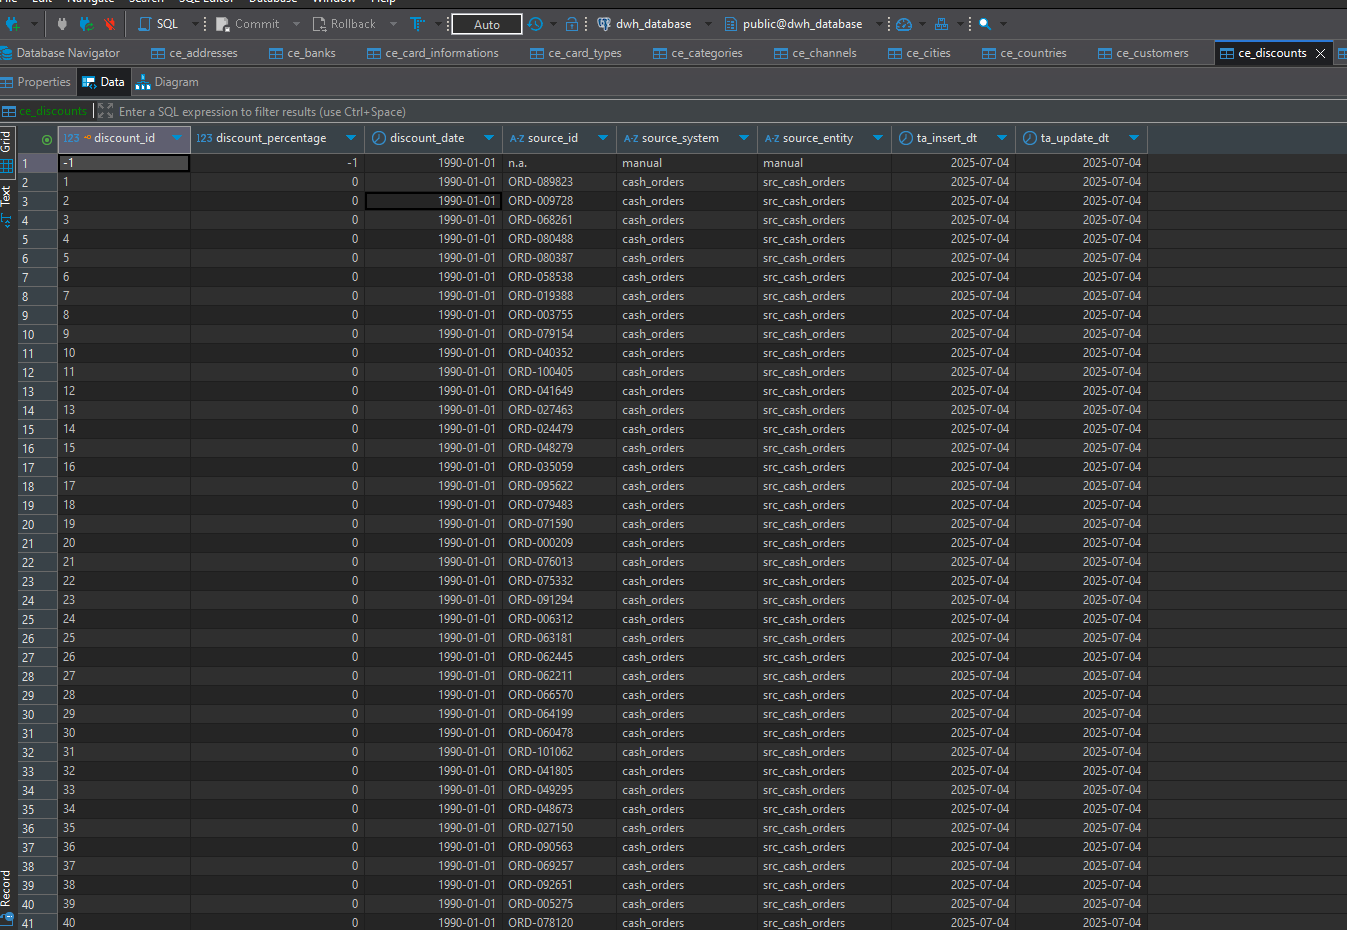 File Edit Navigate Search SQL Editor Database Window Help
SQL Commit Rollback Auto dwh_database public@dwh_database
Database Navigator ce_addresses ce_banks ce_card_informations ce_card_types ce_categories ce_channels ce_cities ce_countries ce_customers ce_discounts
Properties Data Diagram
ce_discounts Enter a SQL expression to filter results (use Ctrl+Space)
Grid
Text
Record
123 discount_id 123 discount_percentage discount_date A-Z source_id A-Z source_system A-Z source_entity ta_insert_dt ta_update_dt
1 -1 -1 1990-01-01 n.a. manual manual 2025-07-04 2025-07-04
2 1 0 1990-01-01 ORD-089823 cash_orders src_cash_orders 2025-07-04 2025-07-04
3 2 0 1990-01-01 ORD-009728 cash_orders src_cash_orders 2025-07-04 2025-07-04
4 3 0 1990-01-01 ORD-068261 cash_orders src_cash_orders 2025-07-04 2025-07-04
5 4 0 1990-01-01 ORD-080488 cash_orders src_cash_orders 2025-07-04 2025-07-04
6 5 0 1990-01-01 ORD-080387 cash_orders src_cash_orders 2025-07-04 2025-07-04
7 6 0 1990-01-01 ORD-058538 cash_orders src_cash_orders 2025-07-04 2025-07-04
8 7 0 1990-01-01 ORD-019388 cash_orders src_cash_orders 2025-07-04 2025-07-04
9 8 0 1990-01-01 ORD-003755 cash_orders src_cash_orders 2025-07-04 2025-07-04
10 9 0 1990-01-01 ORD-079154 cash_orders src_cash_orders 2025-07-04 2025-07-04
11 10 0 1990-01-01 ORD-040352 cash_orders src_cash_orders 2025-07-04 2025-07-04
12 11 0 1990-01-01 ORD-100405 cash_orders src_cash_orders 2025-07-04 2025-07-04
13 12 0 1990-01-01 ORD-041649 cash_orders src_cash_orders 2025-07-04 2025-07-04
14 13 0 1990-01-01 ORD-027463 cash_orders src_cash_orders 2025-07-04 2025-07-04
15 14 0 1990-01-01 ORD-024479 cash_orders src_cash_orders 2025-07-04 2025-07-04
16 15 0 1990-01-01 ORD-048279 cash_orders src_cash_orders 2025-07-04 2025-07-04
17 16 0 1990-01-01 ORD-035059 cash_orders src_cash_orders 2025-07-04 2025-07-04
18 17 0 1990-01-01 ORD-095622 cash_orders src_cash_orders 2025-07-04 2025-07-04
19 18 0 1990-01-01 ORD-079483 cash_orders src_cash_orders 2025-07-04 2025-07-04
20 19 0 1990-01-01 ORD-071590 cash_orders src_cash_orders 2025-07-04 2025-07-04
21 20 0 1990-01-01 ORD-000209 cash_orders src_cash_orders 2025-07-04 2025-07-04
22 21 0 1990-01-01 ORD-076013 cash_orders src_cash_orders 2025-07-04 2025-07-04
23 22 0 1990-01-01 ORD-075332 cash_orders src_cash_orders 2025-07-04 2025-07-04
24 23 0 1990-01-01 ORD-091294 cash_orders src_cash_orders 2025-07-04 2025-07-04
25 24 0 1990-01-01 ORD-006312 cash_orders src_cash_orders 2025-07-04 2025-07-04
26 25 0 1990-01-01 ORD-063181 cash_orders src_cash_orders 2025-07-04 2025-07-04
27 26 0 1990-01-01 ORD-062445 cash_orders src_cash_orders 2025-07-04 2025-07-04
28 27 0 1990-01-01 ORD-062211 cash_orders src_cash_orders 2025-07-04 2025-07-04
29 28 0 1990-01-01 ORD-066570 cash_orders src_cash_orders 2025-07-04 2025-07-04
30 29 0 1990-01-01 ORD-064199 cash_orders src_cash_orders 2025-07-04 2025-07-04
31 30 0 1990-01-01 ORD-060478 cash_orders src_cash_orders 2025-07-04 2025-07-04
32 31 0 1990-01-01 ORD-101062 cash_orders src_cash_orders 2025-07-04 2025-07-04
33 32 0 1990-01-01 ORD-041805 cash_orders src_cash_orders 2025-07-04 2025-07-04
34 33 0 1990-01-01 ORD-049295 cash_orders src_cash_orders 2025-07-04 2025-07-04
35 34 0 1990-01-01 ORD-048673 cash_orders src_cash_orders 2025-07-04 2025-07-04
36 35 0 1990-01-01 ORD-027150 cash_orders src_cash_orders 2025-07-04 2025-07-04
37 36 0 1990-01-01 ORD-090563 cash_orders src_cash_orders 2025-07-04 2025-07-04
38 37 0 1990-01-01 ORD-069257 cash_orders src_cash_orders 2025-07-04 2025-07-04
39 38 0 1990-01-01 ORD-092651 cash_orders src_cash_orders 2025-07-04 2025-07-04
40 39 0 1990-01-01 ORD-005275 cash_orders src_cash_orders 2025-07-04 2025-07-04
41 40 0 1990-01-01 ORD-078120 cash_orders src_cash_orders 2025-07-04 2025-07-04